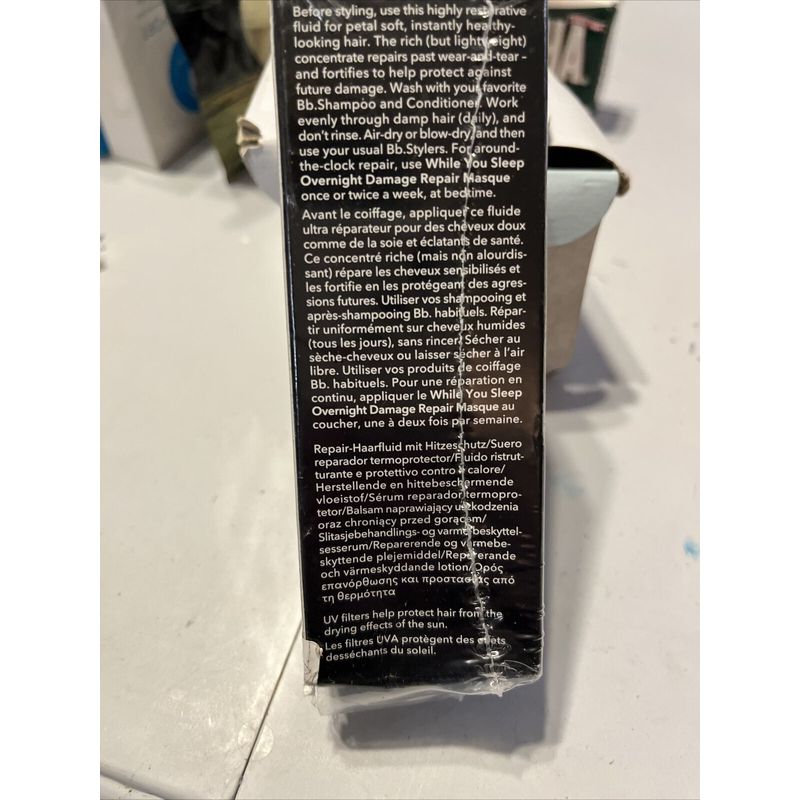 Before styling, use this highly restorative
fluid for petal soft, instantly healthy-
looking hair. The rich (but lightweight)
concentrate repairs past wear-and-tear -
and fortifies to help protect against
future damage. Wash with your favorite
Bb.Shampoo and Conditioner. Work
evenly through damp hair (daily), and
don't rinse. Air-dry or blow-dry, and then
use your usual Bb.Stylers. For around-
the-clock repair, use While You Sleep
Overnight Damage Repair Masque
once or twice a week, at bedtime.
Avant le coiffage, appliquer ce fluide
ultra réparateur pour des cheveux doux
comme de la soie et éclatants de santé.
Ce concentré riche (mais non alourdis-
sant) répare les cheveux sensibilisés et
les fortifie en les protégeant des agres-
sions futures. Utiliser vos shampooing et
après-shampooing Bb. habituels. Répar-
tir uniformément sur cheveux humides
(tous les jours), sans rincer. Sécher au
sèche-cheveux ou laisser sécher à l'air
libre. Utiliser vos produits de coiffage
Bb. habituels. Pour une réparation en
continu, appliquer le While You Sleep
Overnight Damage Repair Masque au
coucher, une à deux fois par semaine.
Repair-Haarfluid mit Hitzeschutz/Suero
reparador termoprotector/Fluido ristrut-
turante e protettivo contro il calore/
Herstellende en hittebeschermende
vloeistof/Sérum reparador termopro-
tetor/Balsam naprawiający uszkodzenia
oraz chroniący przed gorącem/
Slitasjebehandlings- og varmebeskyttel-
sesserum/Reparerende og varmebe-
skyttende plejemiddel/Reparerande
och värmeskyddande lotion/Ορός
επανόρθωσης και προστασίας από
τη θερμότητα
UV filters help protect hair from the
drying effects of the sun.
Les filtres UVA protègent des effets
desséchants du soleil.